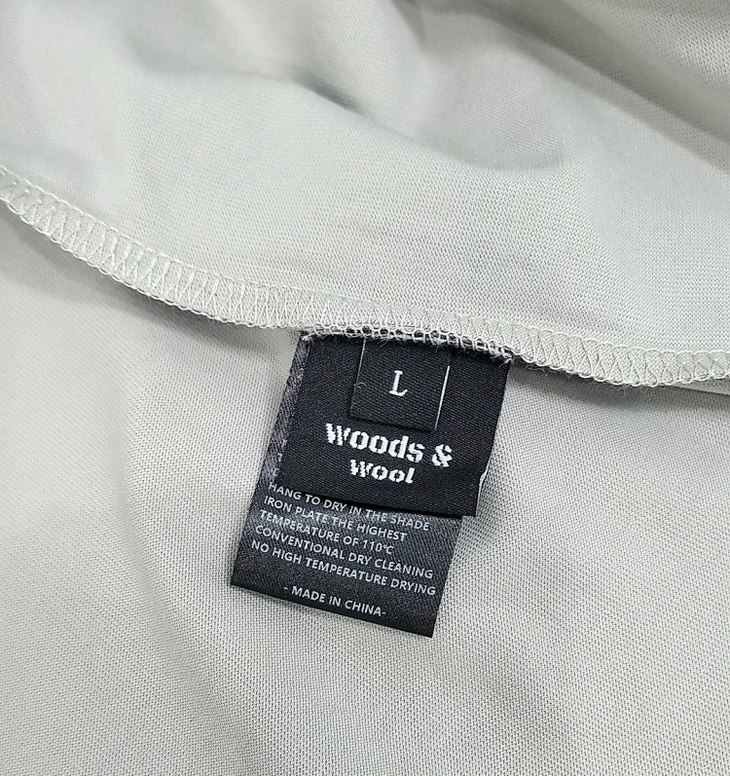 L
Woods &
Wool
HANG TO DRY IN THE SHADE
IRON PLATE THE HIGHEST
TEMPERATURE OF 110℃
CONVENTIONAL DRY CLEANING
NO HIGH TEMPERATURE DRYING
- MADE IN CHINA-